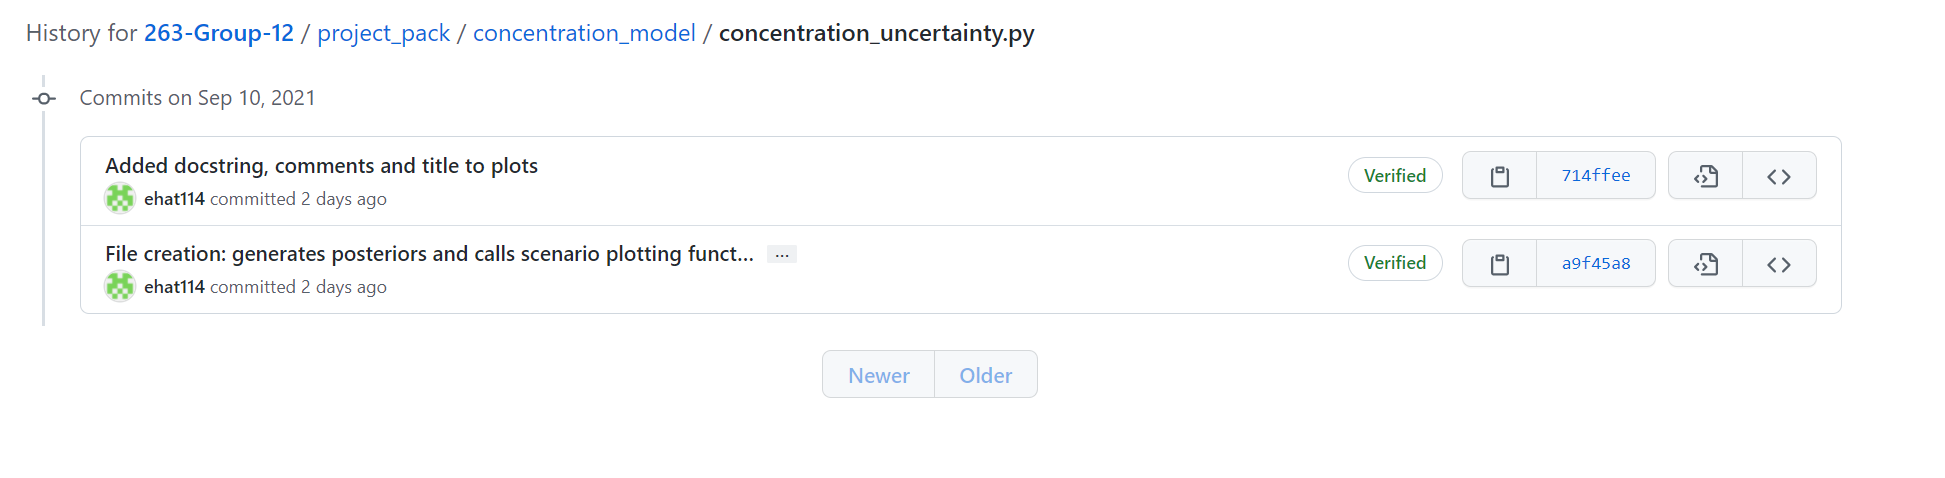 History for 263-Group-12 / project_pack / concentration_model / concentration_uncertainty.py
Commits on Sep 10, 2021
Added docstring, comments and title to plots
ehat114 committed 2 days ago
Verified
714ffee
File creation: generates posteriors and calls scenario plotting funct... ...
ehat114 committed 2 days ago
Verified
a9f45a8
Newer Older